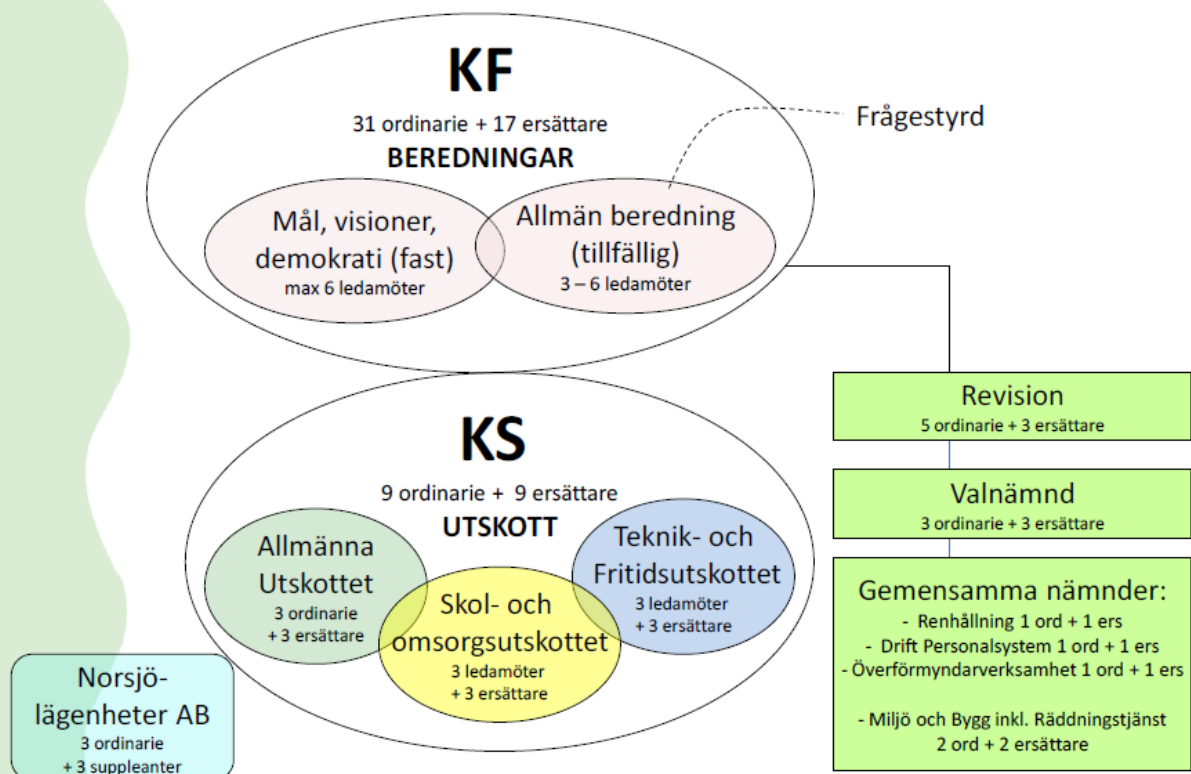 KF
31 ordinarie + 17 ersättare
BEREDNINGAR
Mål, visioner,
demokrati (fast)
max 6 ledamöter
Allmän beredning
(tillfällig)
3 – 6 ledamöter
Frågestyrd
KS
9 ordinarie + 9 ersättare
UTSKOTT
Allmänna
Utskottet
3 ordinarie
+ 3 ersättare
Skol- och
omsorgsutskottet
3 ledamöter
+ 3 ersättare
Teknik- och
Fritidsutskottet
3 ledamöter
+ 3 ersättare
Revision
5 ordinarie + 3 ersättare
Valnämnd
3 ordinarie + 3 ersättare
Gemensamma nämnder:
- Renhållning 1 ord + 1 ers
- Drift Personalsystem 1 ord + 1 ers
- Överförmyndarverksamhet 1 ord + 1 ers
- Miljö och Bygg inkl. Räddningstjänst
2 ord + 2 ersättare
Norsjö-
lägenheter AB
3 ordinarie
+ 3 suppleanter